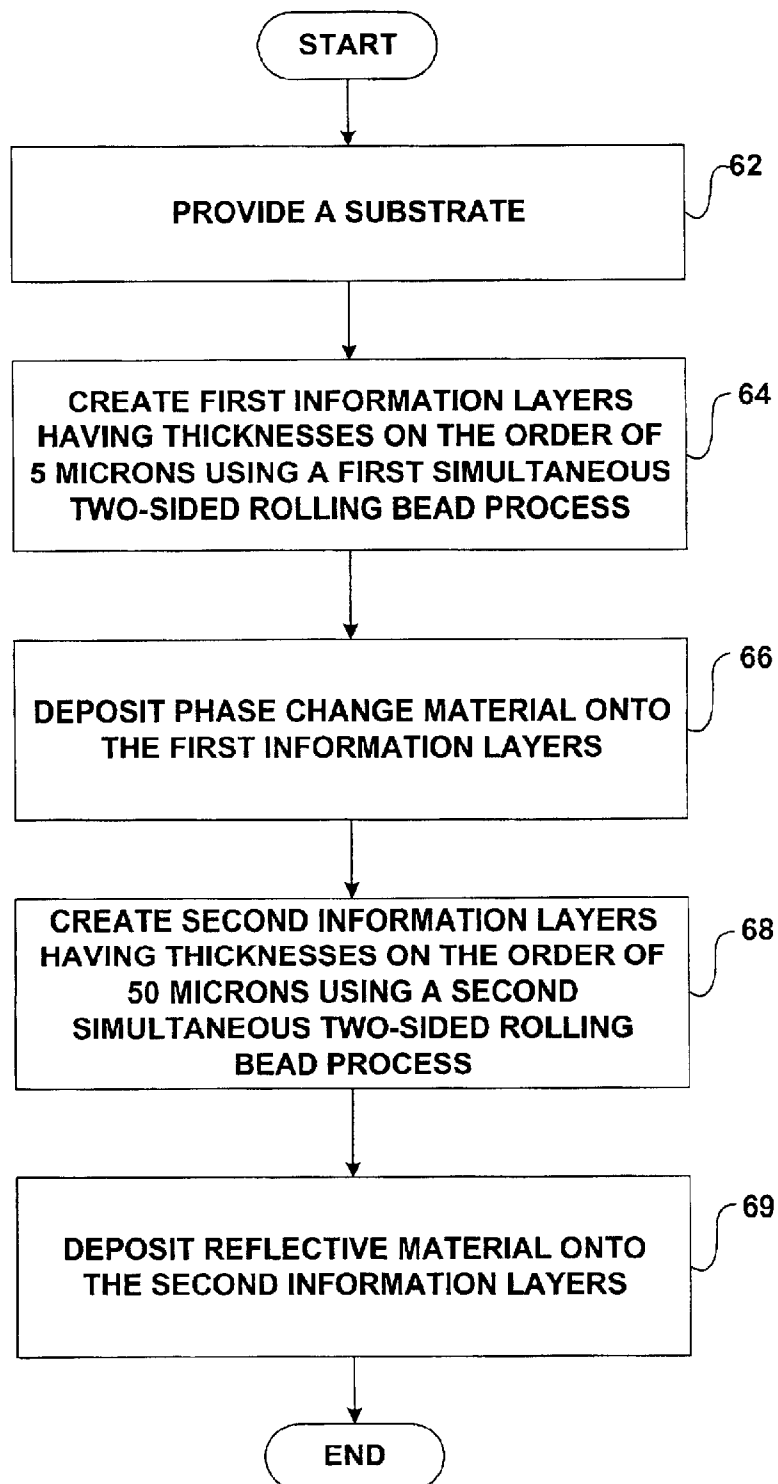 START
62
PROVIDE A SUBSTRATE
64
CREATE FIRST INFORMATION LAYERS
HAVING THICKNESSES ON THE ORDER OF
5 MICRONS USING A FIRST SIMULTANEOUS
TWO-SIDED ROLLING BEAD PROCESS
66
DEPOSIT PHASE CHANGE MATERIAL ONTO
THE FIRST INFORMATION LAYERS
68
CREATE SECOND INFORMATION LAYERS
HAVING THICKNESSES ON THE ORDER OF
50 MICRONS USING A SECOND
SIMULTANEOUS TWO-SIDED ROLLING
BEAD PROCESS
69
DEPOSIT REFLECTIVE MATERIAL ONTO
THE SECOND INFORMATION LAYERS
END